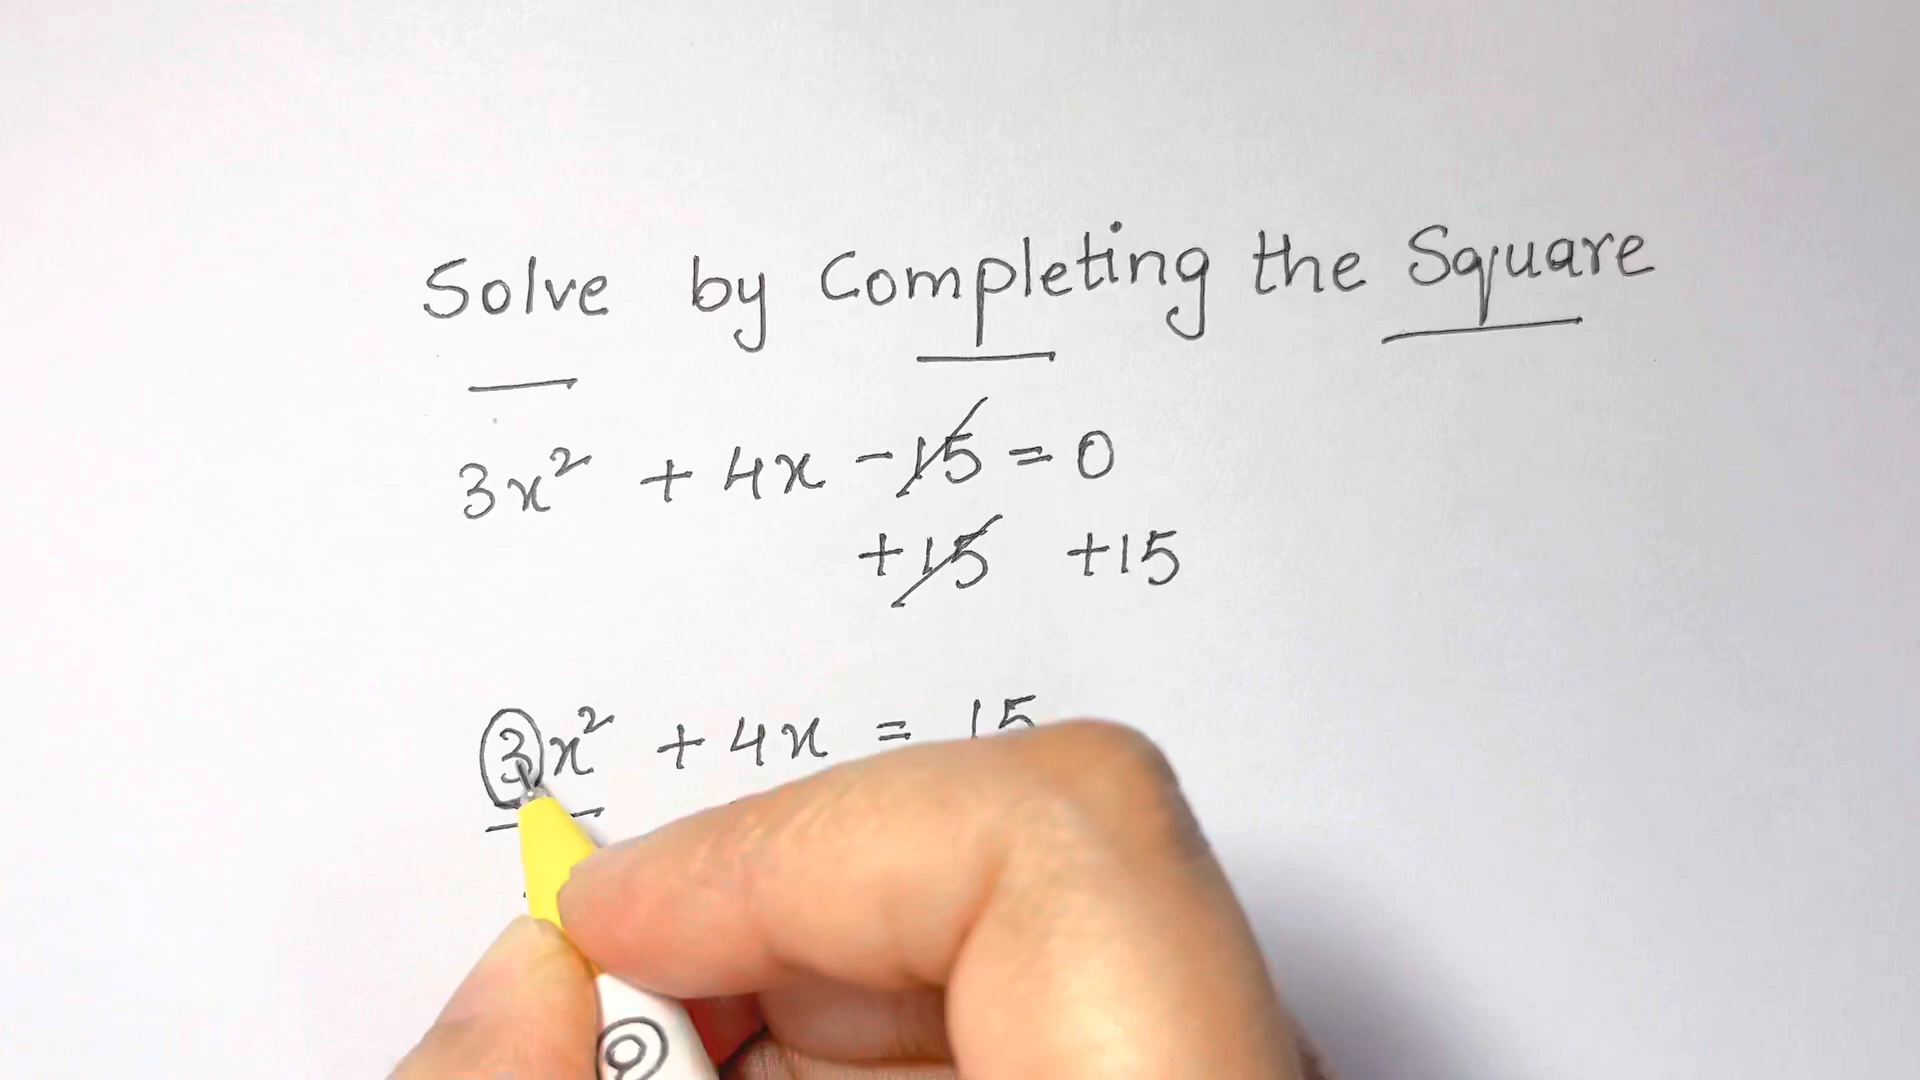 Solve by Completing the Square
3x² + 4x - 15 = 0
+15 +15
3x² + 4x = 15